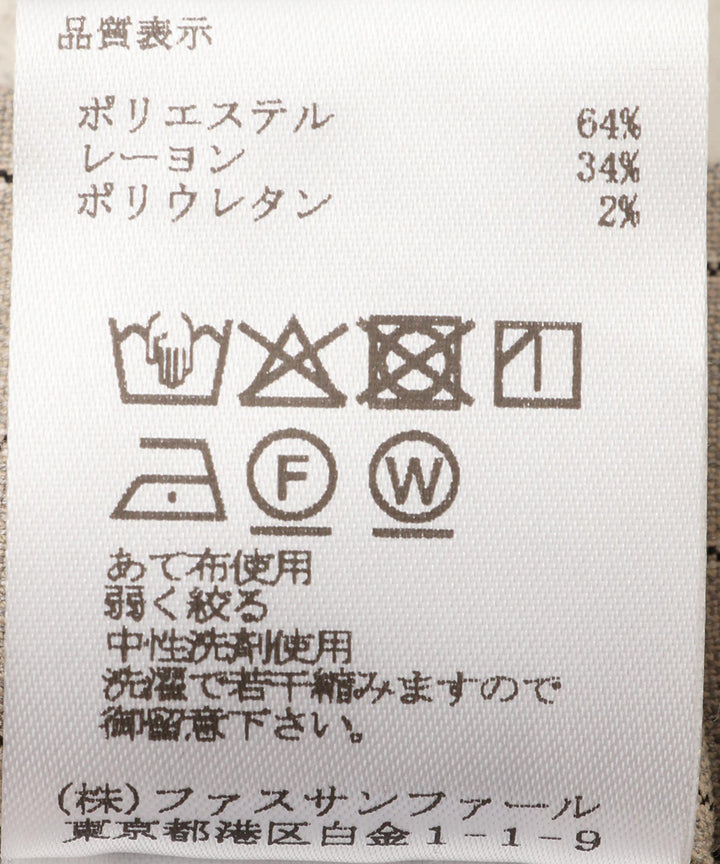 品質表示
ポリエステル 64%
レーヨン 34%
ポリウレタン 2%
F W
あて布使用
弱く絞る
中性洗剤使用
洗濯で若干縮みますので
御留意下さい。
(株)ファスサンファール
東京都港区白金1-1-9